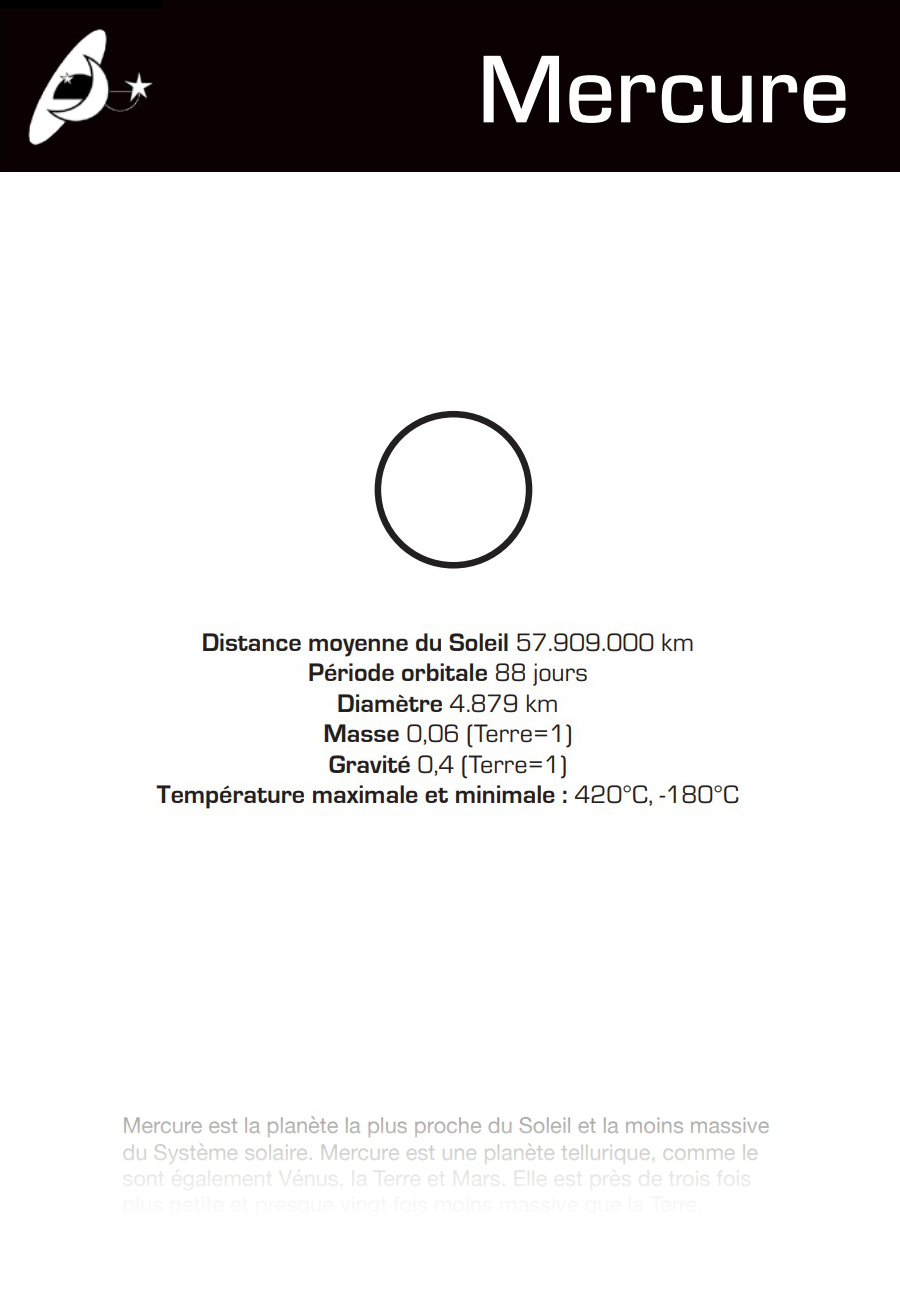 Mercure
Distance moyenne du Soleil 57.909.000 km
Période orbitale 88 jours
Diamètre 4.879 km
Masse 0,06 (Terre=1)
Gravité 0,4 (Terre=1)
Température maximale et minimale : 420°C, -180°C
Mercure est la planète la plus proche du Soleil et la moins massive
du Système solaire. Mercure est une planète tellurique, comme le
sont également Vénus, la Terre et Mars. Elle est près de trois fois
plus petite et presque vingt fois moins massive que la Terre.